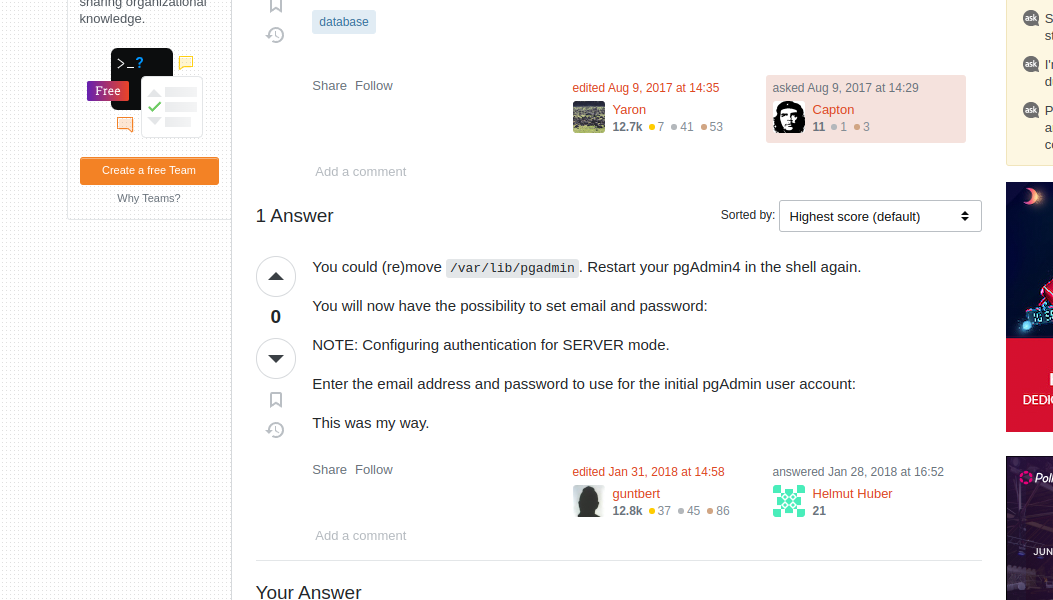 sharing organizational
knowledge.
>_?
Free
Create a free Team
Why Teams?
database
Share Follow
edited Aug 9, 2017 at 14:35
Yaron
12.7k 7 41 53
asked Aug 9, 2017 at 14:29
Capton
11 1 3
Add a comment
1 Answer
Sorted by:
Highest score (default)
You could (re)move /var/lib/pgadmin. Restart your pgAdmin4 in the shell again.
You will now have the possibility to set email and password:
0
NOTE: Configuring authentication for SERVER mode.
Enter the email address and password to use for the initial pgAdmin user account:
This was my way.
Share Follow
edited Jan 31, 2018 at 14:58
guntbert
12.8k 37 45 86
answered Jan 28, 2018 at 16:52
Helmut Huber
21
Add a comment
Your Answer
ask
ask I'
ask
DEDI
JUN